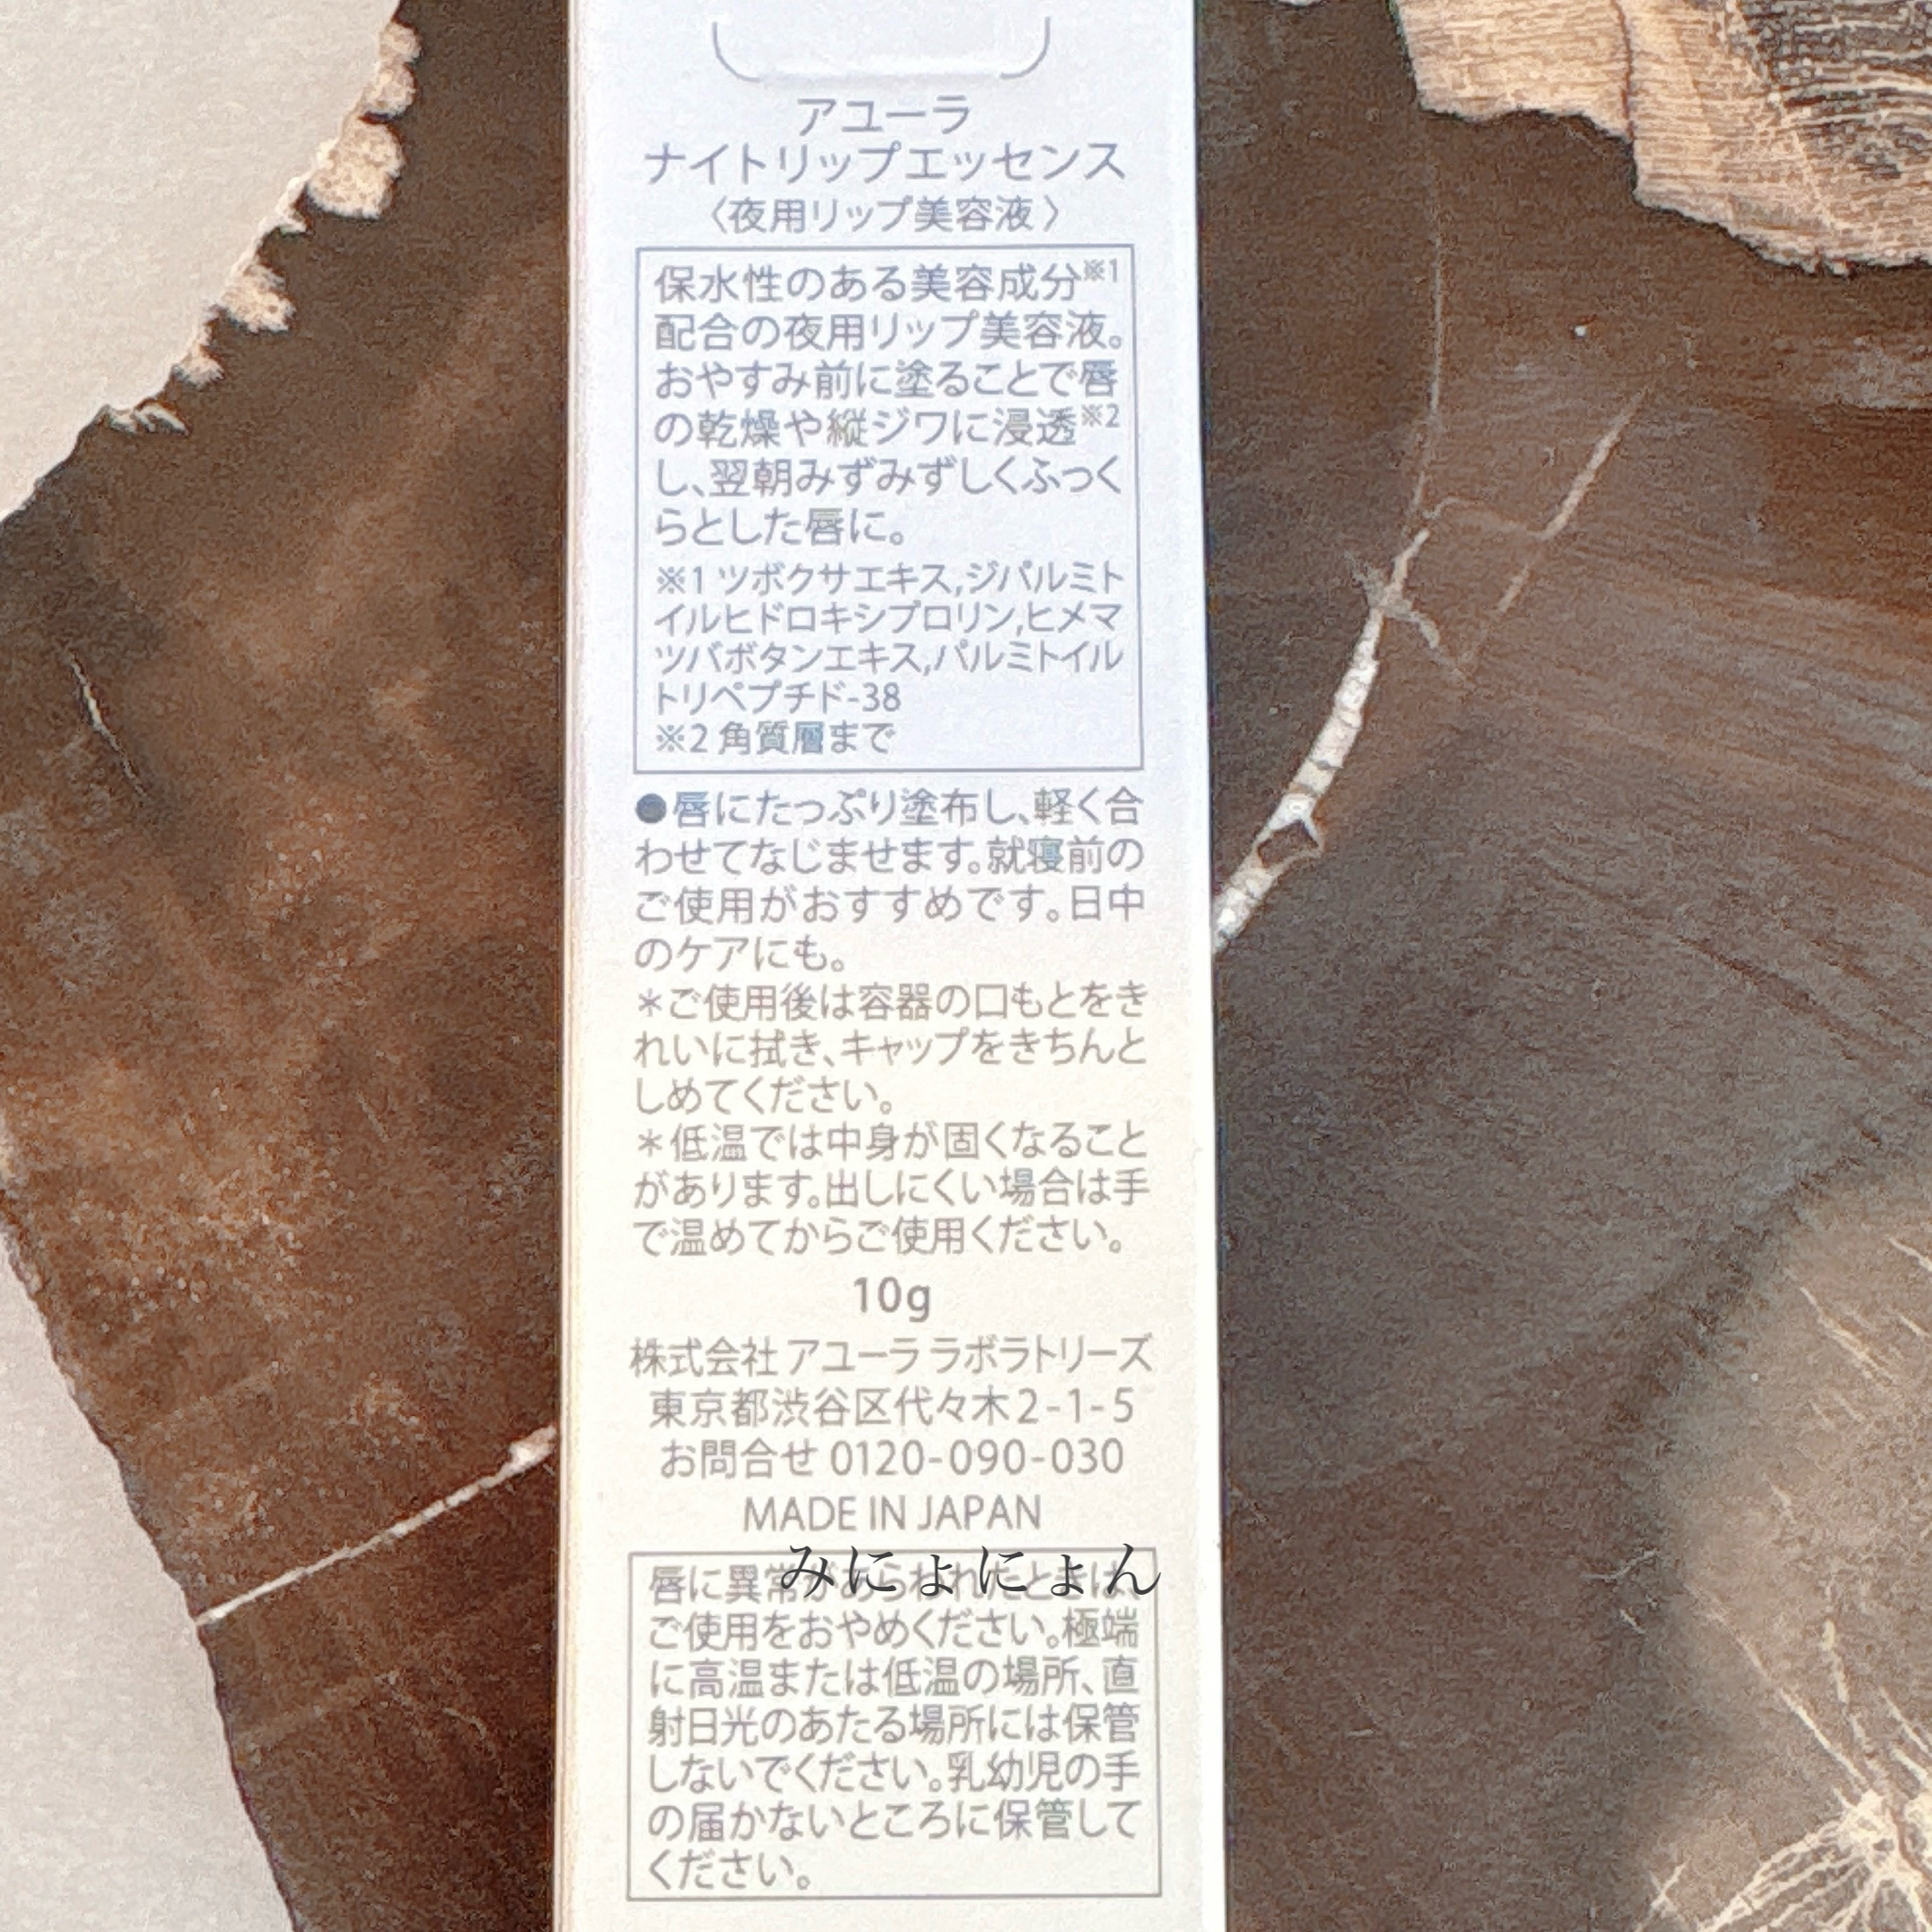 アユーラ
ナイトリップエッセンス
〈夜用リップ美容液〉
保水性のある美容成分※1
配合の夜用リップ美容液。
おやすみ前に塗ることで唇
の乾燥や縦ジワに浸透※2
し、翌朝みずみずしくふっく
らとした唇に。
※1 ツボクサエキス,ジパルミト
イルヒドロキシプロリン,ヒメマ
ツバボタンエキス,パルミトイル
トリペプチド-38
※2 角質層まで
●唇にたっぷり塗布し、軽く合
わせてなじませます。就寝前の
ご使用がおすすめです。日中
のケアにも。
＊ご使用後は容器の口もとをき
れいに拭き、キャップをきちんと
しめてください。
＊低温では中身が固くなること
があります。出しにくい場合は手
で温めてからご使用ください。
10g
株式会社 アユーラ ラボラトリーズ
東京都渋谷区代々木2-1-5
お問合せ 0120-090-030
MADE IN JAPAN
みにょにょん
唇に異常があらわれたときは、
ご使用をおやめください。極端
に高温または低温の場所、直
射日光のあたる場所には保管
しないでください。乳幼児の手
の届かないところに保管して
ください。